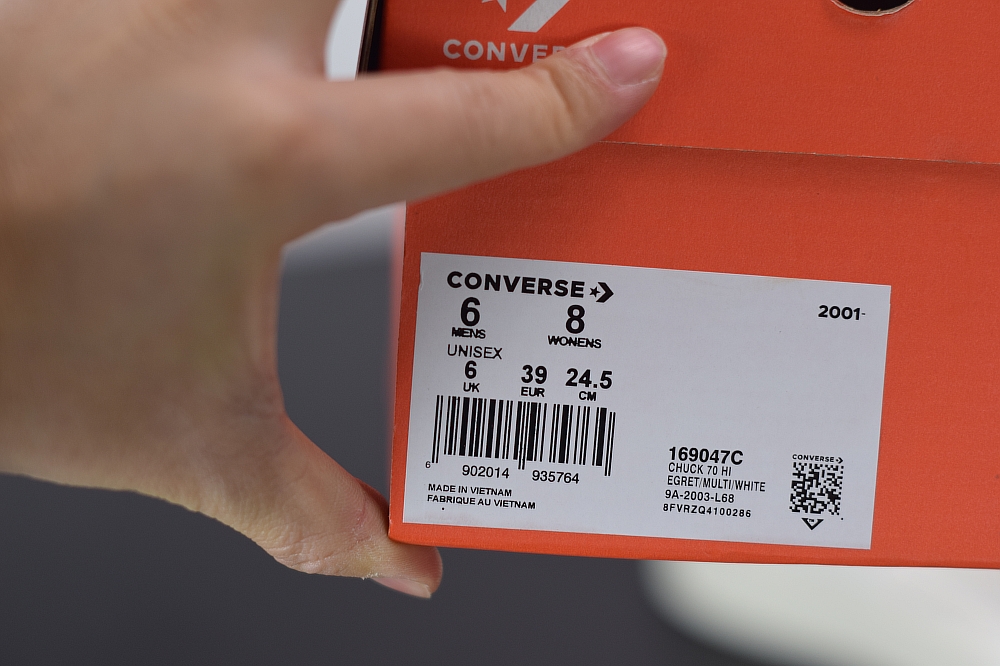 CONVE
CONVERSE
2001-
6 8
MENS WONENS
UNISEX
6 39 24.5
UK EUR CM
6 902014 935764
MADE IN VIETNAM
FABRIQUE AU VIETNAM
169047C
CHUCK 70 HI
EGRET/MULTI/WHITE
9A-2003-L68
8FVRZQ4100286
CONVERSE